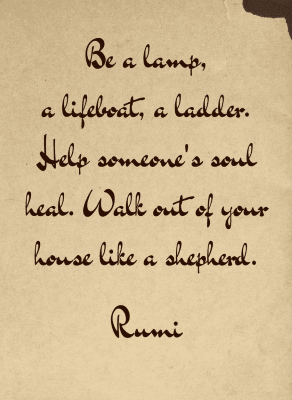 Be a lamp,
a lifeboat, a ladder.
Help someone's soul
heal. Walk out of your
house like a shepherd.
Rumi